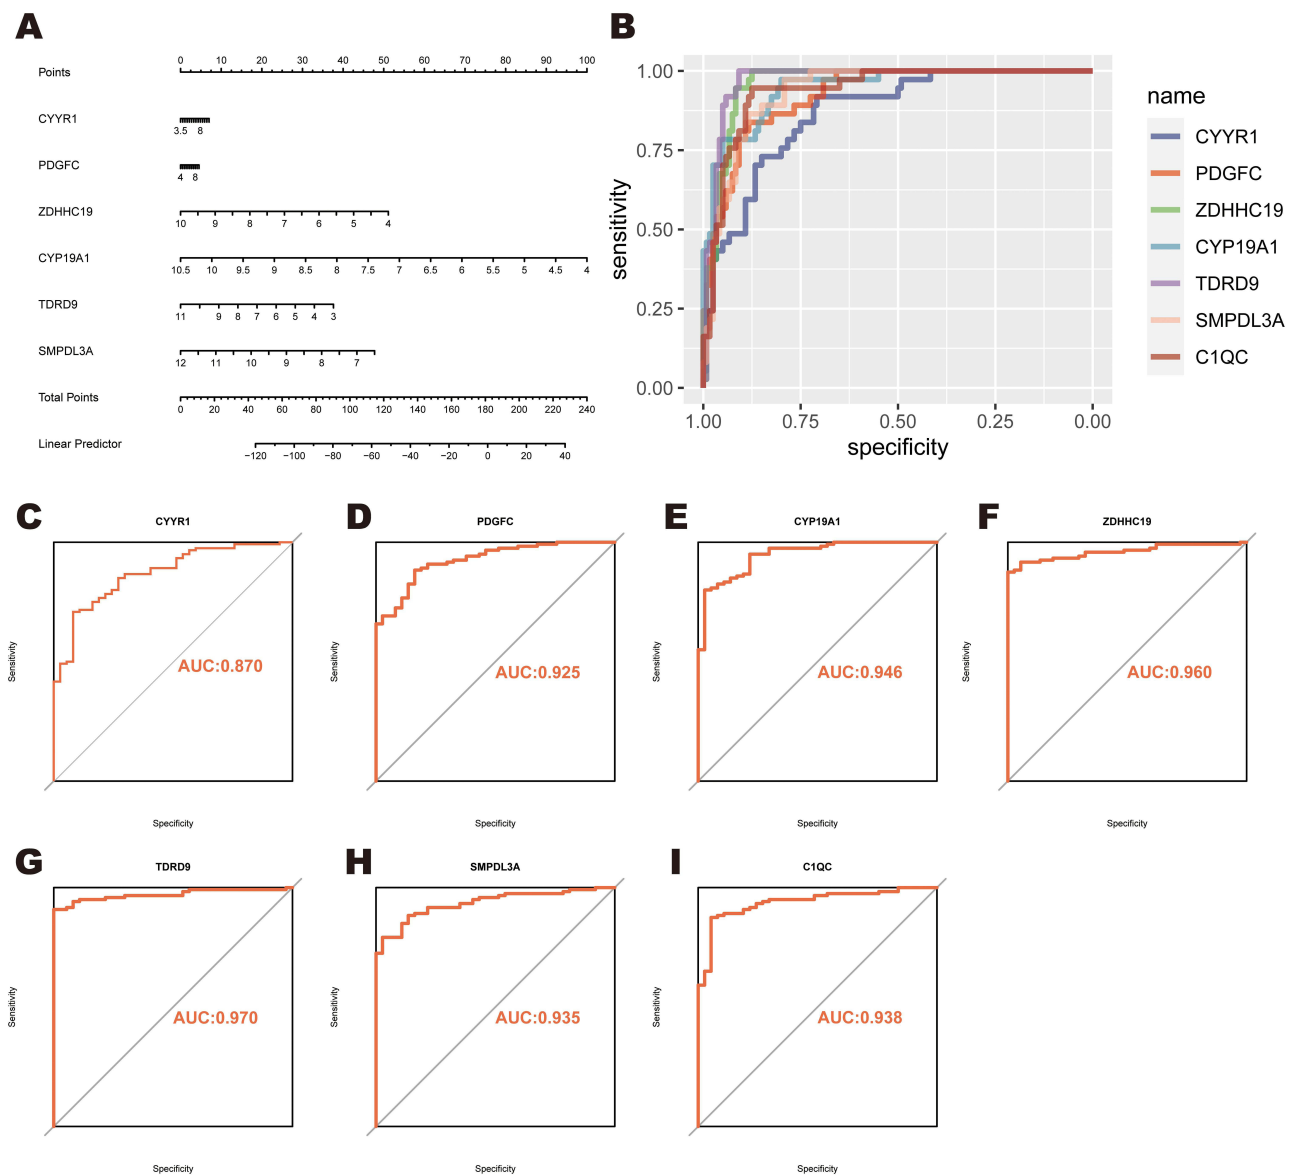 A
Points
0 10 20 30 40 50 60 70 80 90 100
CYYR1
3.5 8
PDGFC
4 8
ZDHHC19
10 9 8 7 6 5 4
CYP19A1
10.5 10 9.5 9 8.5 8 7.5 7 6.5 6 5.5 5 4.5 4
TDRD9
11 9 8 7 6 5 4 3
SMPDL3A
12 11 10 9 8 7
Total Points
0 20 40 60 80 100 120 140 160 180 200 220 240
Linear Predictor
−120 −100 −80 −60 −40 −20 0 20 40
B
1.00
0.75
0.50
0.25
0.00
sensitivity
1.00 0.75 0.50 0.25 0.00
specificity
name
CYYR1
PDGFC
ZDHHC19
CYP19A1
TDRD9
SMPDL3A
C1QC
C
CYYR1
Sensitivity
AUC:0.870
Specificity
D
PDGFC
Sensitivity
AUC:0.925
Specificity
E
CYP19A1
Sensitivity
AUC:0.946
Specificity
F
ZDHHC19
Sensitivity
AUC:0.960
Specificity
G
TDRD9
Sensitivity
AUC:0.970
Specificity
H
SMPDL3A
Sensitivity
AUC:0.935
Specificity
I
C1QC
Sensitivity
AUC:0.938
Specificity